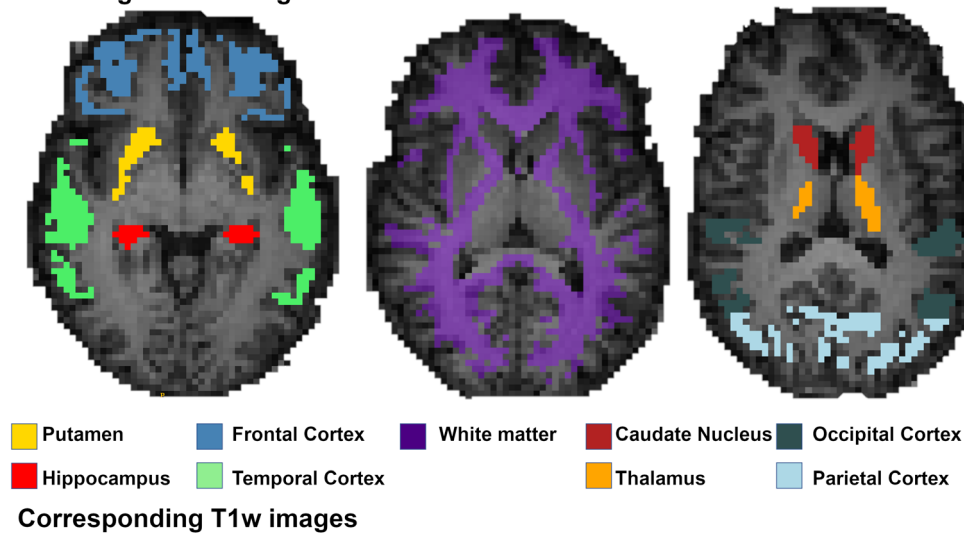 Putamen
Frontal Cortex
White matter
Caudate Nucleus
Occipital Cortex
Hippocampus
Temporal Cortex
Thalamus
Parietal Cortex
Corresponding T1w images